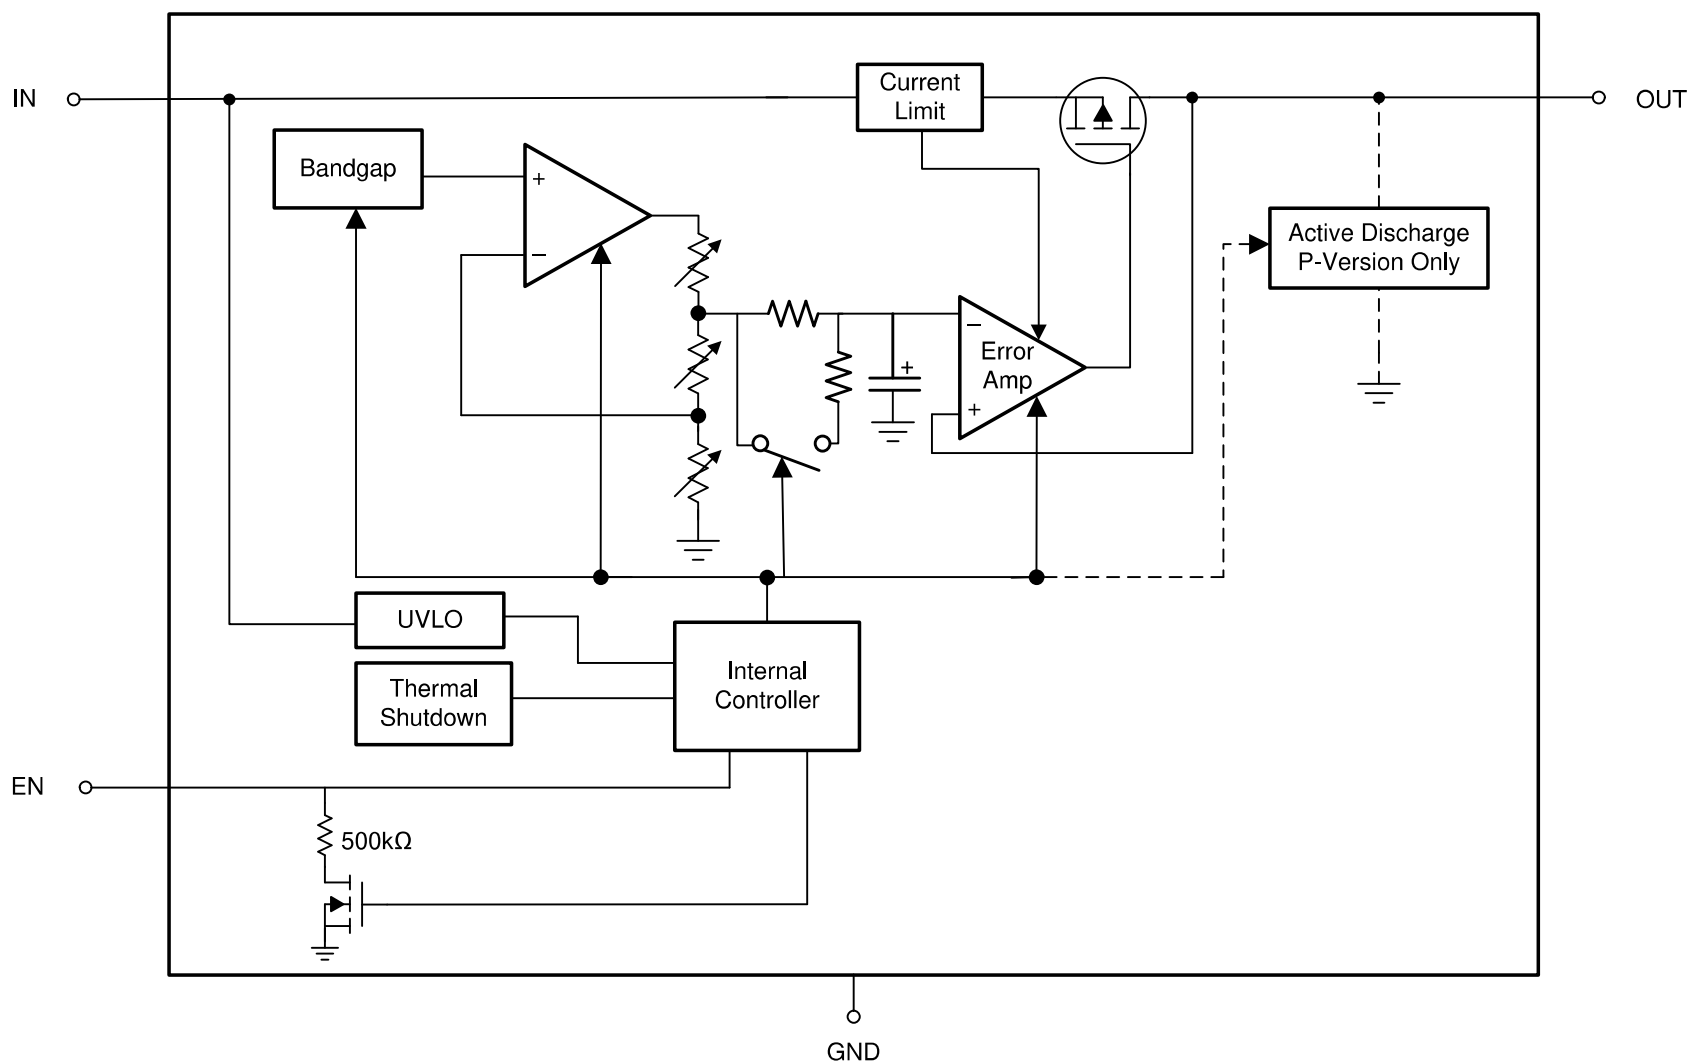 Current
Limit
IN
OUT
Bandgap
+
−
Active Discharge
P-Version Only
−
Error
Amp
+
+
UVLO
Internal
Controller
Thermal
Shutdown
EN
500kΩ
GND